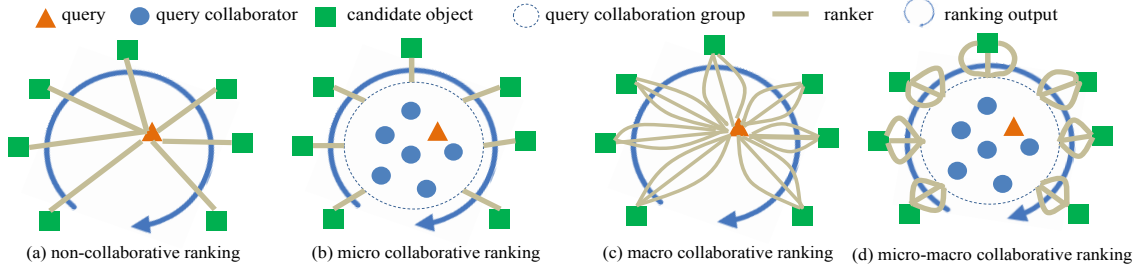 query query collaborator candidate object query collaboration group ranker ranking output
(a) non-collaborative ranking (b) micro collaborative ranking (c) macro collaborative ranking (d) micro-macro collaborative ranking